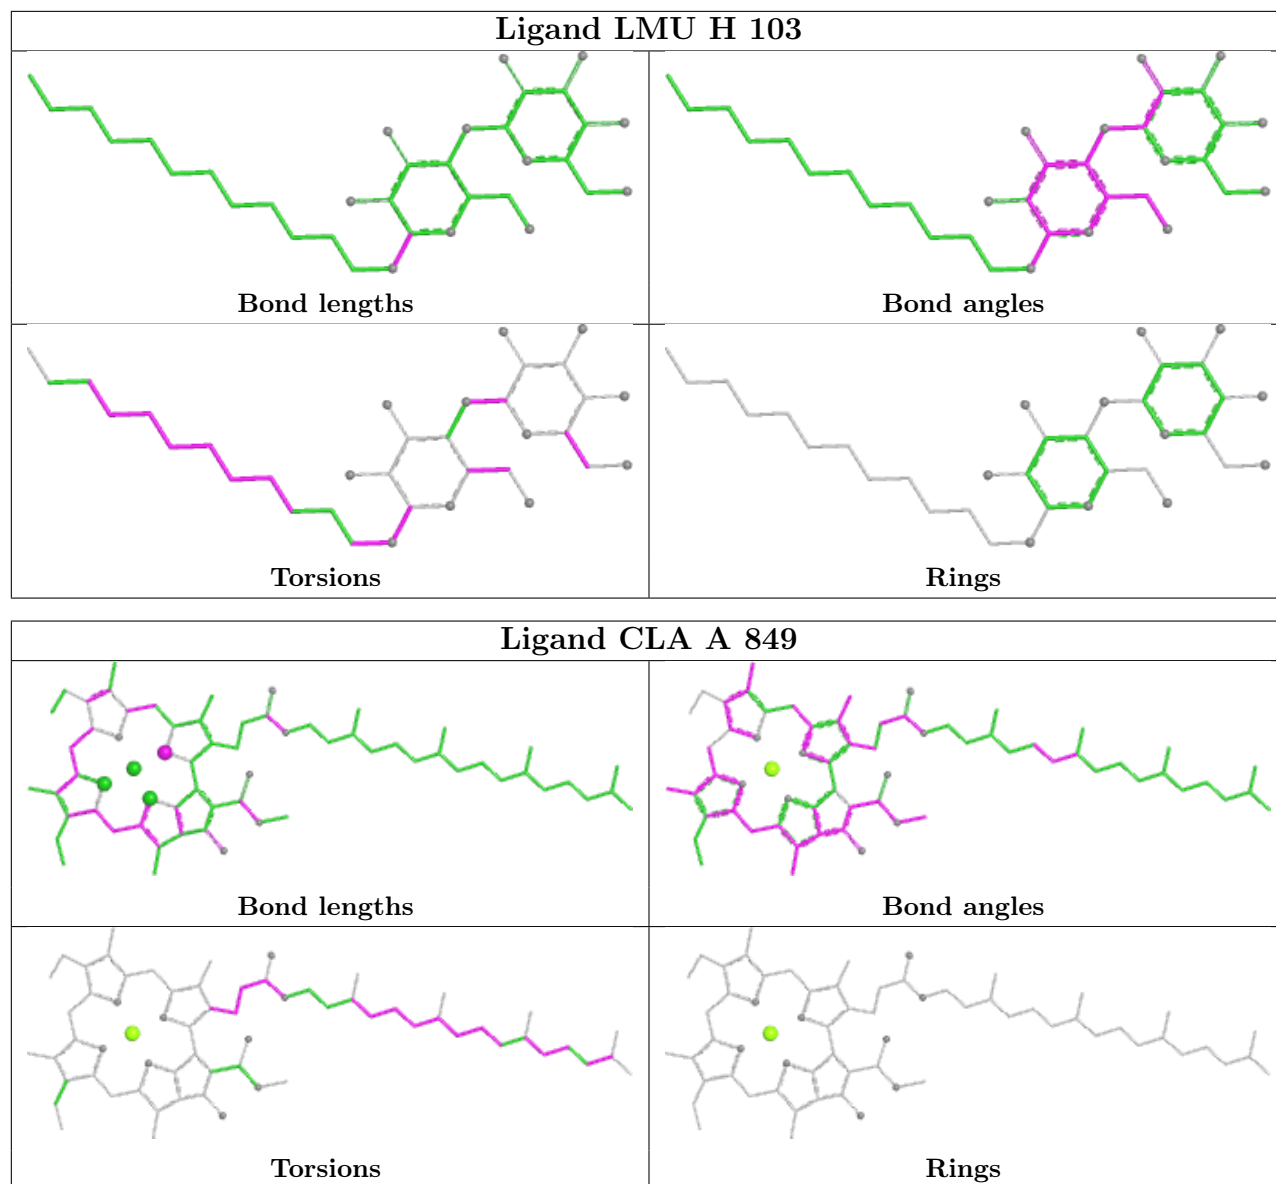 Ligand LMU H 103
Bond lengths
Bond angles
Torsions
Rings
Ligand CLA A 849
Bond lengths
Bond angles
Torsions
Rings